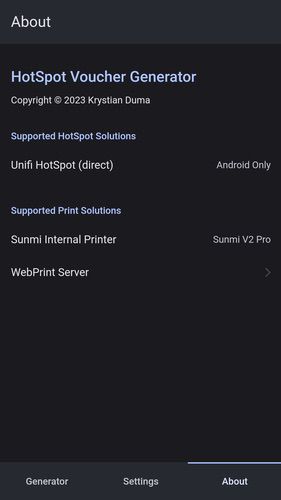 About
HotSpot Voucher Generator
Copyright © 2023 Krystian Duma
Supported HotSpot Solutions
Unifi HotSpot (direct) Android Only
Supported Print Solutions
Sunmi Internal Printer Sunmi V2 Pro
WebPrint Server
Generator Settings About